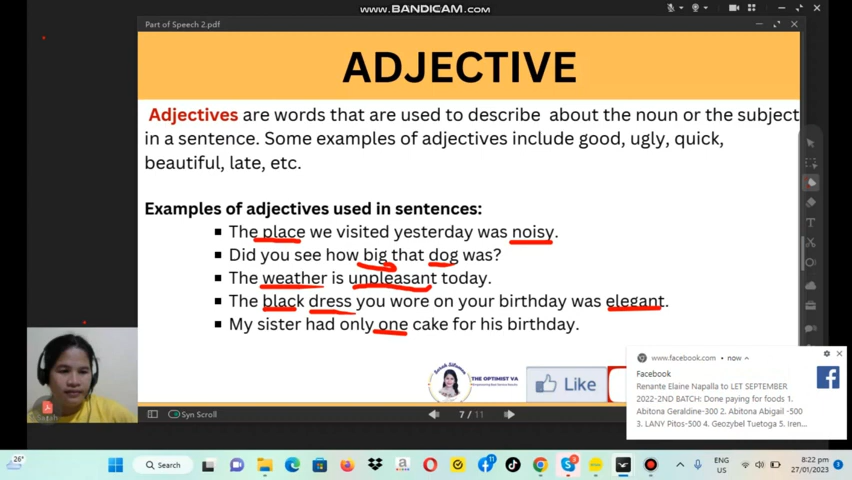 WWW.BANDICAM.COM
Part of Speech 2.pdf
ADJECTIVE
Adjectives are words that are used to describe about the noun or the subject
in a sentence. Some examples of adjectives include good, ugly, quick,
beautiful, late, etc.
Examples of adjectives used in sentences:
The place we visited yesterday was noisy.
Did you see how big that dog was?
The weather is unpleasant today.
The black dress you wore on your birthday was elegant.
My sister had only one cake for his birthday.
www.facebook.com • now
Facebook
Renante Elaine Napalla to LET SEPTEMBER
2022-2ND BATCH: Done paying for foods 1.
Abitona Geraldine-300 2. Abitona Abigail -500
3. LANY Pitos-500 4. Geozybel Tuetoga 5. Iren...
THE OPTIMIST VA
Like
Syn Scroll
7 / 11
26°
Search
ENG
US
8:22 pm
27/01/2023